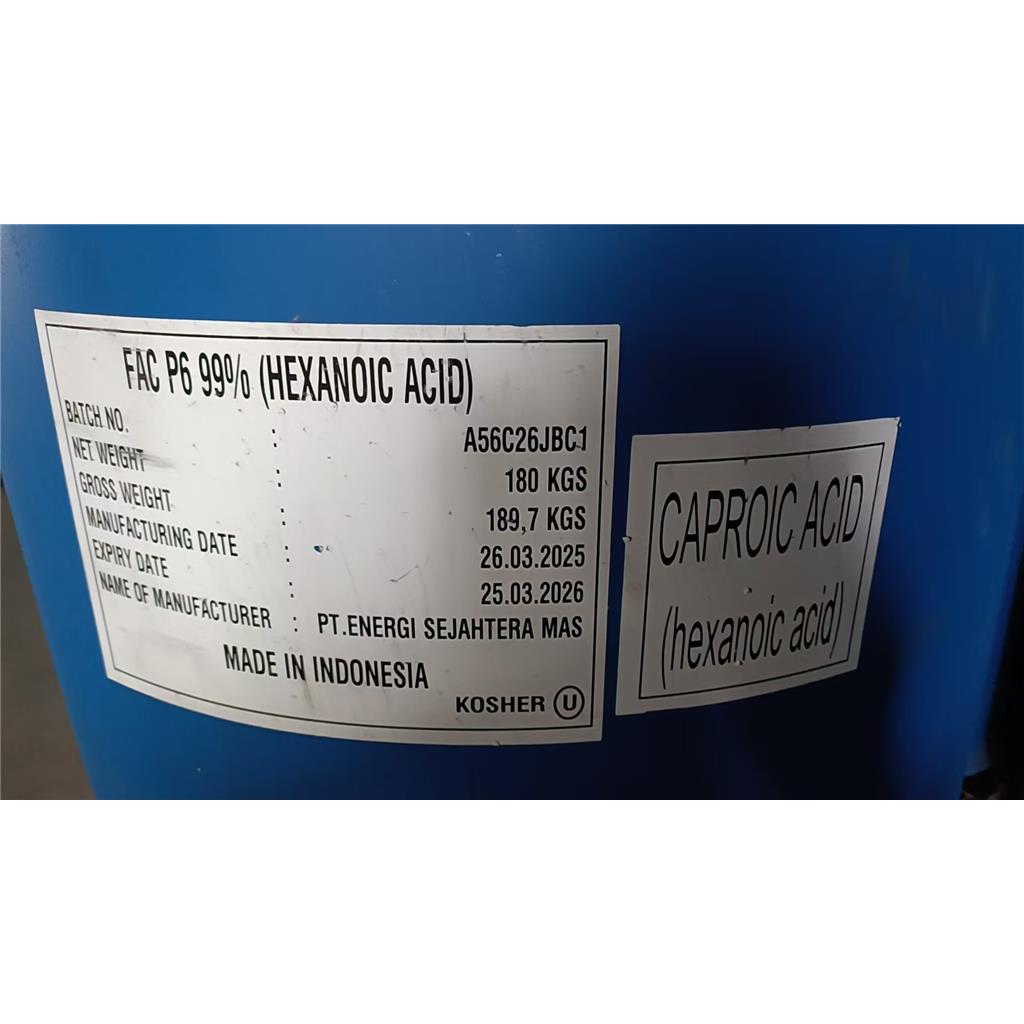 FAC P6 99% (HEXANOIC ACID)
BATCH NO. : A56C26JBC1
NET WEIGHT : 180 KGS
GROSS WEIGHT : 189,7 KGS
MANUFACTURING DATE : 26.03.2025
EXPIRY DATE : 25.03.2026
NAME OF MANUFACTURER : PT.ENERGI SEJAHTERA MAS
MADE IN INDONESIA
KOSHER U
CAPROIC ACID
(hexanoic acid)